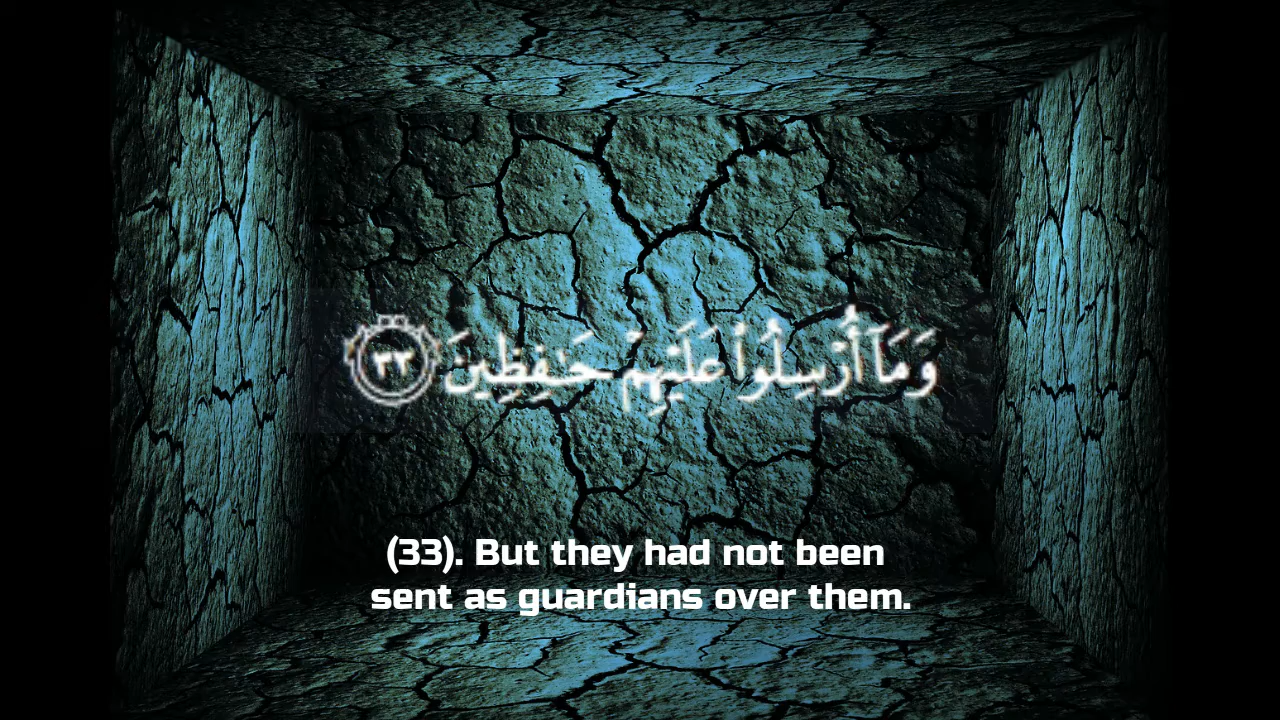 وَمَآ أُرْسِلُوا۟ عَلَيْهِمْ حَـٰفِظِينَ ٣٣
(33). But they had not been
sent as guardians over them.